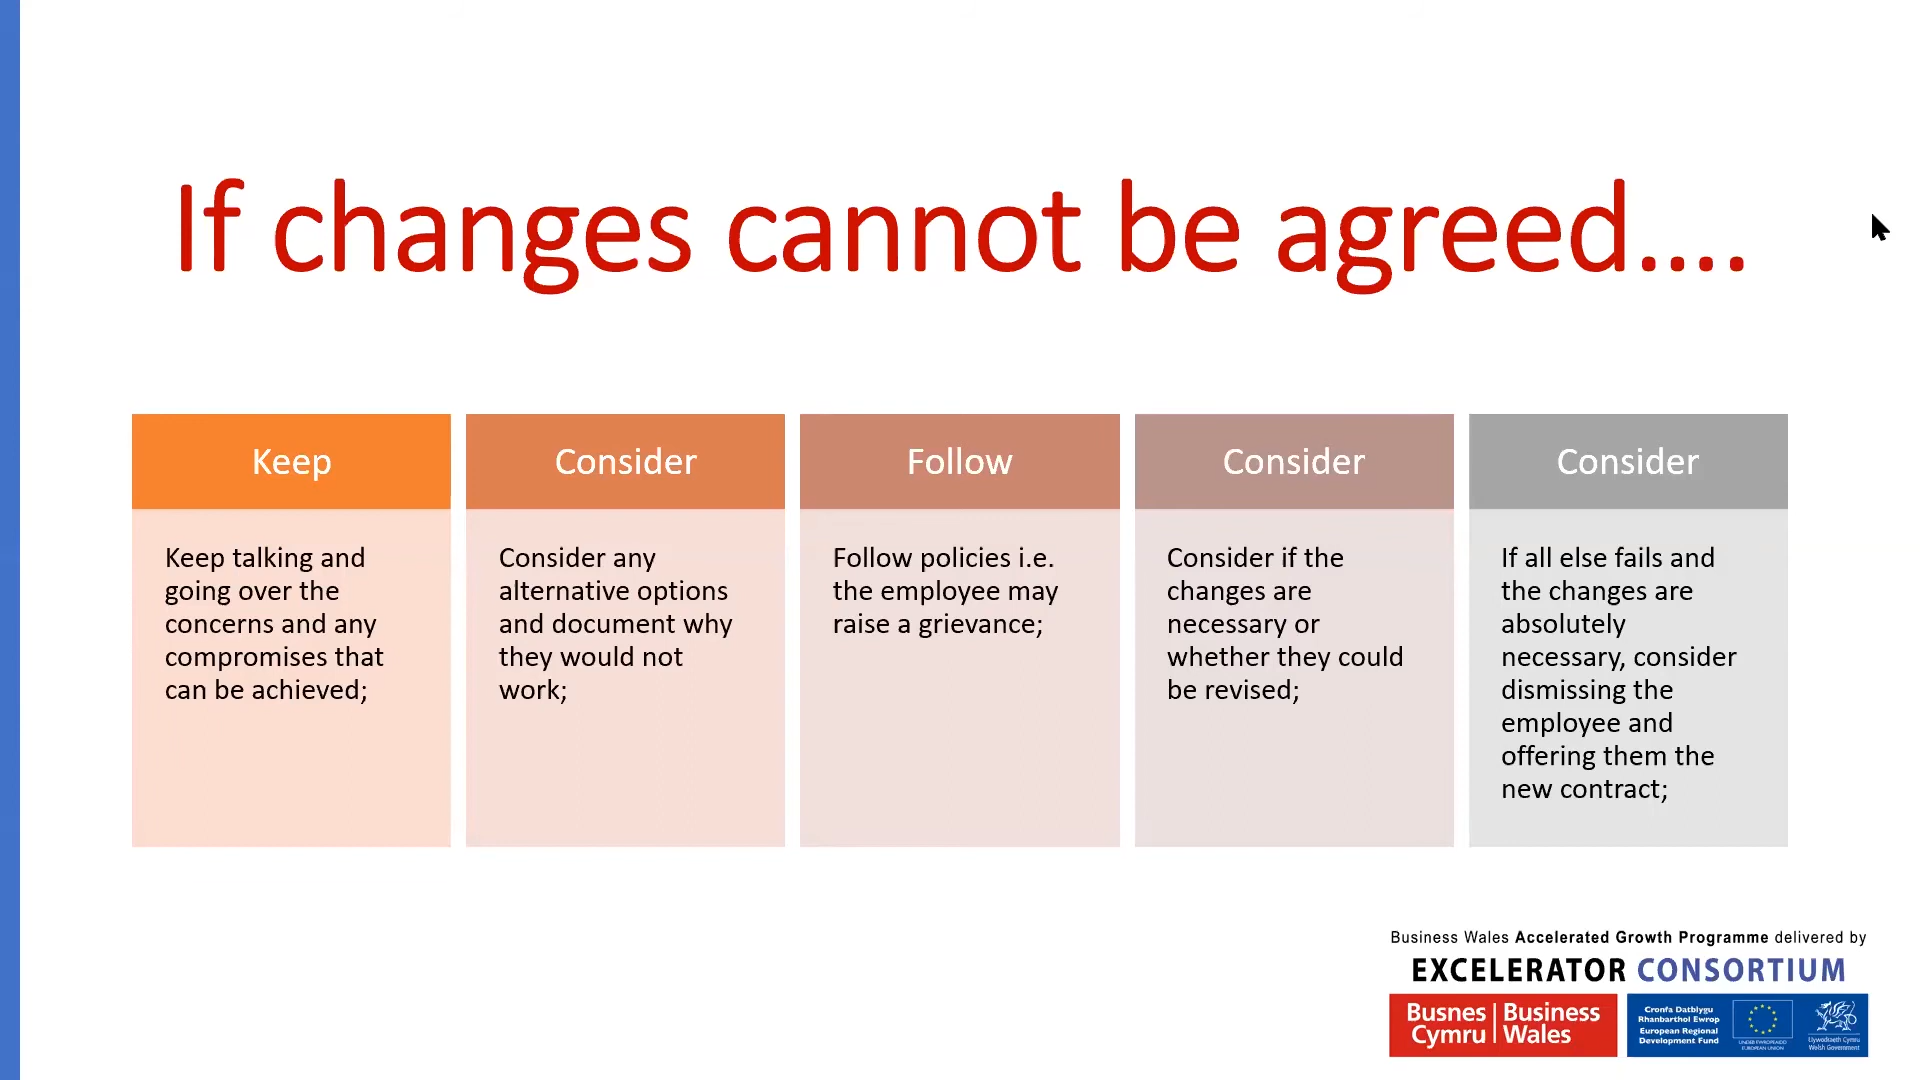 If changes cannot be agreed....
Keep
Keep talking and
going over the
concerns and any
compromises that
can be achieved;
Consider
Consider any
alternative options
and document why
they would not
work;
Follow
Follow policies i.e.
the employee may
raise a grievance;
Consider
Consider if the
changes are
necessary or
whether they could
be revised;
Consider
If all else fails and
the changes are
absolutely
necessary, consider
dismissing the
employee and
offering them the
new contract;
Business Wales Accelerated Growth Programme delivered by
EXCELERATOR CONSORTIUM
Busnes
Cymru
Business
Wales
Cronfa Datblygu
Rhanbarthol Ewrop
European Regional
Development Fund
UNDEB EWROPEAIDD
EUROPEAN UNION
Llywodraeth Cymru
Welsh Government